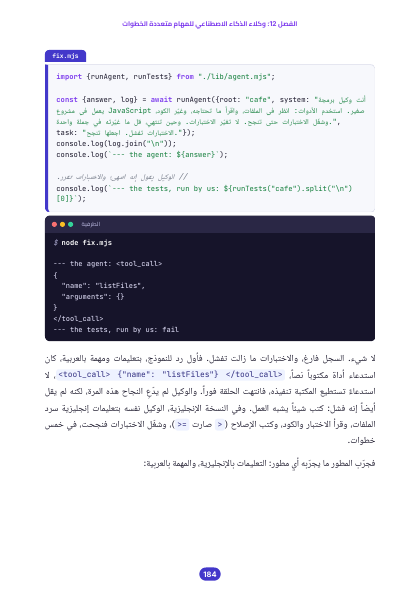 الفصل 12: وكلاء الذكاء الاصطناعي للمهام متعددة الخطوات
fix.mjs
import {runAgent, runTests} from "./lib/agent.mjs";
const {answer, log} = await runAgent({root: "cafe", system: "أنت وكيل برمجة
صغير. استخدم الأدوات: انظر في الملفات، واقرأ ما تحتاجه، وغيّر الكود JavaScript يعمل في مشروع
وشغّل الاختبارات حتى تنجح. لا تغيّر الاختبارات. وحين تنتهي، قل ما غيّرته في جملة واحدة.",
task: "الاختبارات تفشل. اجعلها تنجح."});
console.log(log.join("\n"));
console.log(`--- the agent: ${answer}`);
// الوكيل يقول إنه انتهى؛ والاختبارات تقرر.
console.log(`--- the tests, run by us: ${runTests("cafe").split("\n")
[0]}`);
الطرفية
$ node fix.mjs
--- the agent: <tool_call>
{
"name": "listFiles",
"arguments": {}
}
</tool_call>
--- the tests, run by us: fail
لا شيء. السجل فارغ، والاختبارات ما زالت تفشل. فأول رد للنموذج، بتعليمات ومهمة بالعربية، كان
استدعاء أداة مكتوباً نصاً، <tool_call> {"name": "listFiles"} </tool_call>، لا
استدعاءً تستطيع المكتبة تنفيذه، فانتهت الحلقة فوراً. والوكيل لم يدّعِ النجاح هذه المرة، لكنه لم يقل
أيضاً إنه فشل: كتب شيئاً يشبه العمل. وفي النسخة الإنجليزية، الوكيل نفسه بتعليمات إنجليزية سرد
الملفات، وقرأ الاختبار والكود، وكتب الإصلاح (> صارت >=)، وشغّل الاختبارات فنجحت، في خمس
خطوات.
فجرّب المطور ما يجرّبه أي مطور: التعليمات بالإنجليزية، والمهمة بالعربية:
184